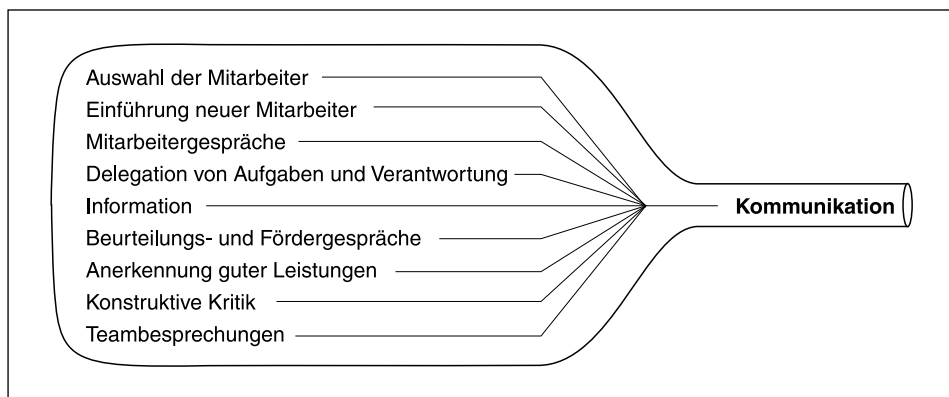 Auswahl der Mitarbeiter
Einführung neuer Mitarbeiter
Mitarbeitergespräche
Delegation von Aufgaben und Verantwortung
Information
Beurteilungs- und Fördergespräche
Anerkennung guter Leistungen
Konstruktive Kritik
Teambesprechungen
Kommunikation